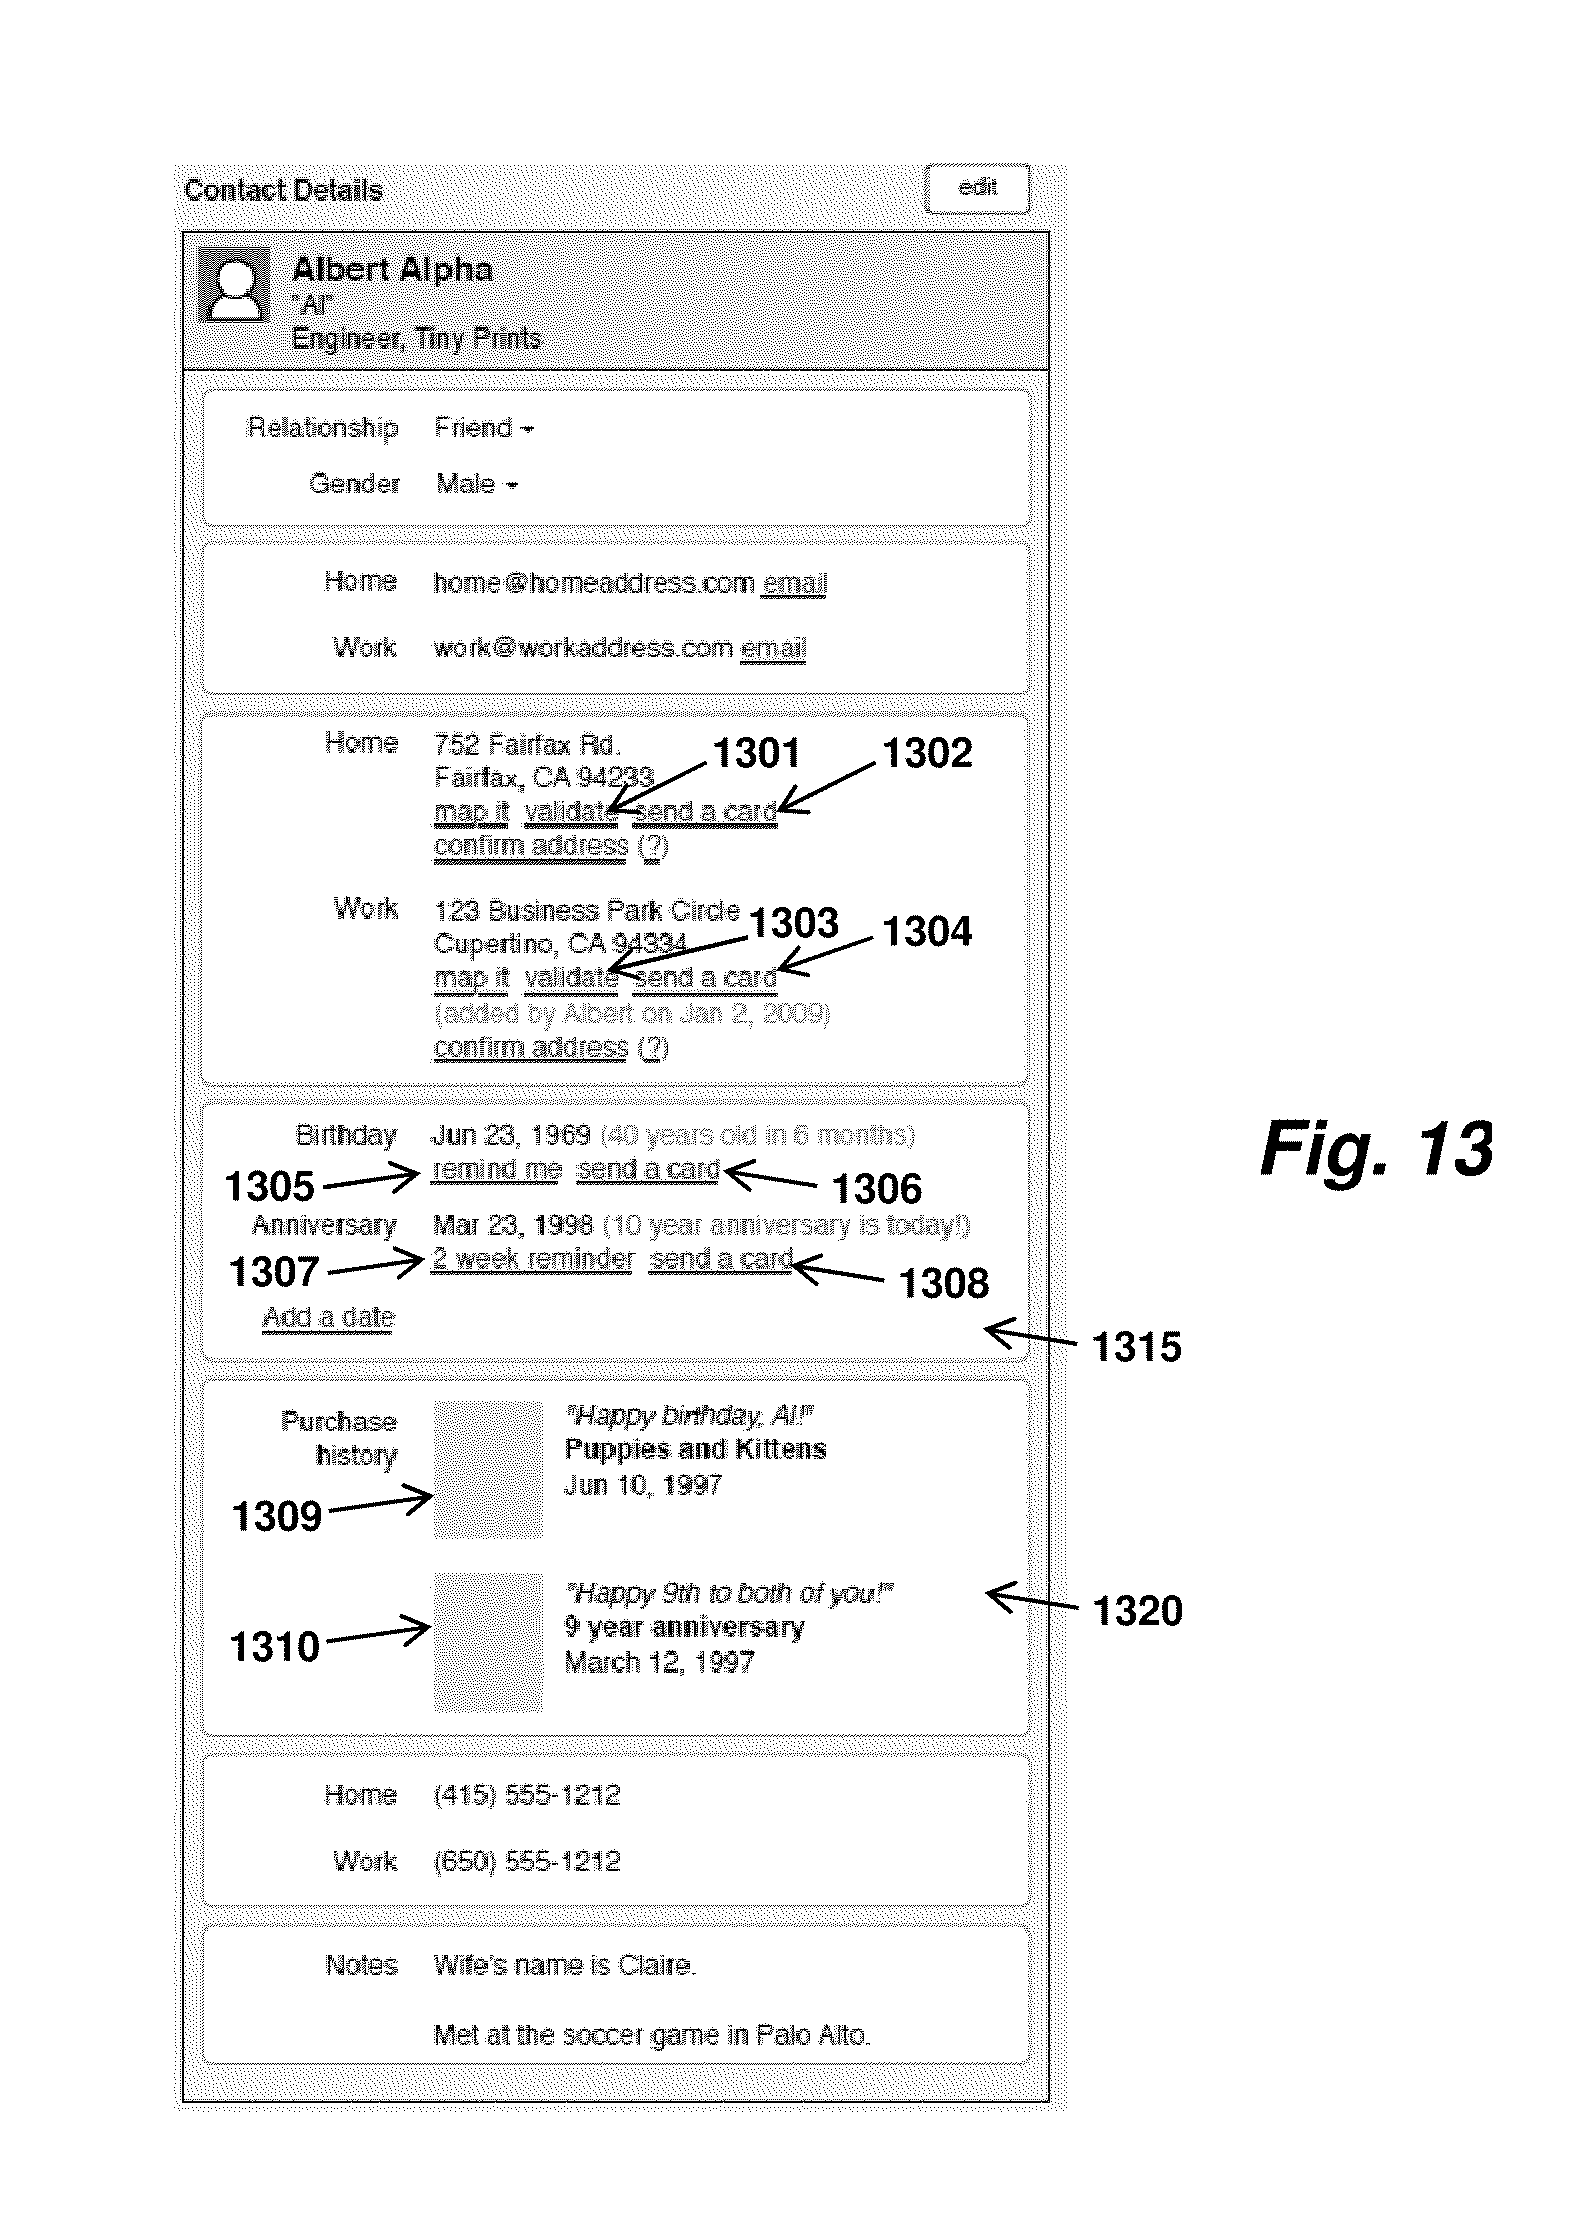 Contact Details
edit
Albert Alpha
"Al"
Engineer, Tiny Prints
Relationship Friend
Gender Male
Home home@homeaddress.com email
Work work@workaddress.com email
Home 752 Fairfax Rd.
1301 1302
Fairfax, CA 94233
map it validate send a card
confirm address (?)
Work 123 Business Park Circle
1303 1304
Cupertino, CA 94334
map it validate send a card
(added by Albert on Jan 2, 2009)
confirm address (?)
Birthday Jun 23, 1969 (40 years old in 6 months)
1305 remind me send a card 1306
Anniversary Mar 23, 1998 (10 year anniversary is today!)
1307 2 week reminder send a card 1308
Add a date
1315
Fig. 13
Purchase history
1309
"Happy birthday, Al!"
Puppies and Kittens
Jun 10, 1997
1310
"Happy 9th to both of you!"
9 year anniversary
March 12, 1997
1320
Home (415) 555-1212
Work (650) 555-1212
Notes Wife's name is Claire.
Met at the soccer game in Palo Alto.